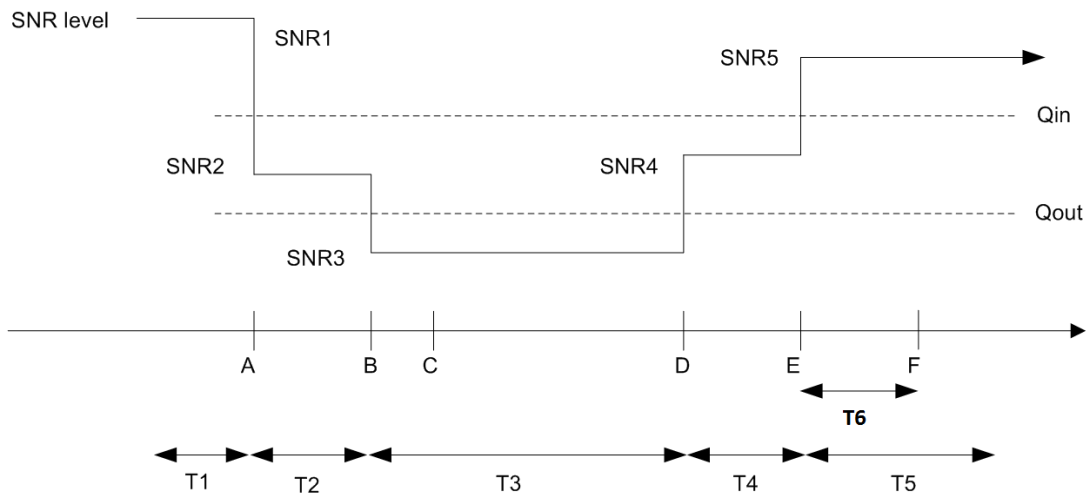 SNR level
SNR1
SNR5
Qin
SNR2
SNR4
Qout
SNR3
A B C D E F
T6
T1 T2 T3 T4 T5